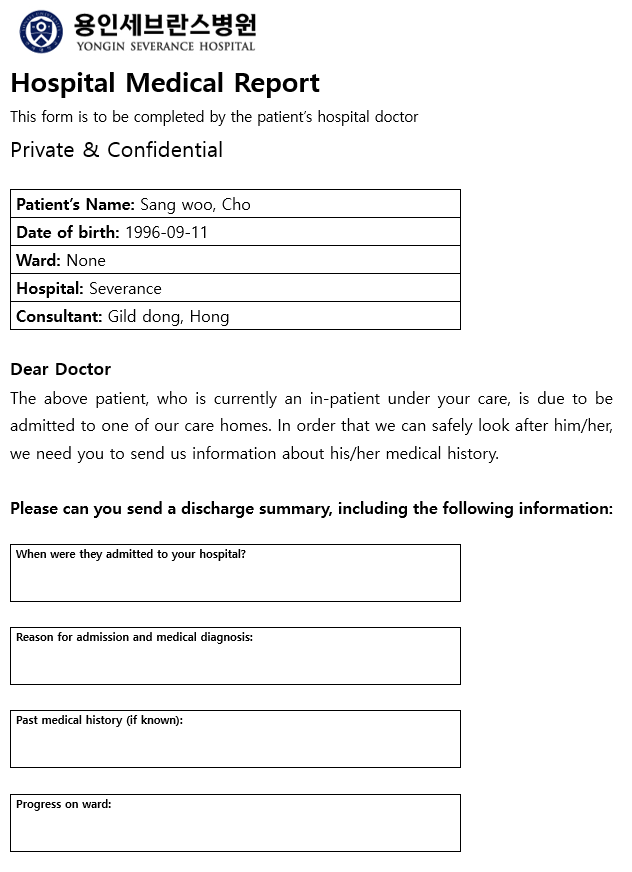 용인세브란스병원
YONGIN SEVERANCE HOSPITAL
Hospital Medical Report
This form is to be completed by the patient's hospital doctor
Private & Confidential
Patient's Name: Sang woo, Cho
Date of birth: 1996-09-11
Ward: None
Hospital: Severance
Consultant: Gild dong, Hong
Dear Doctor
The above patient, who is currently an in-patient under your care, is due to be
admitted to one of our care homes. In order that we can safely look after him/her,
we need you to send us information about his/her medical history.
Please can you send a discharge summary, including the following information:
When were they admitted to your hospital?
Reason for admission and medical diagnosis:
Past medical history (if known):
Progress on ward: